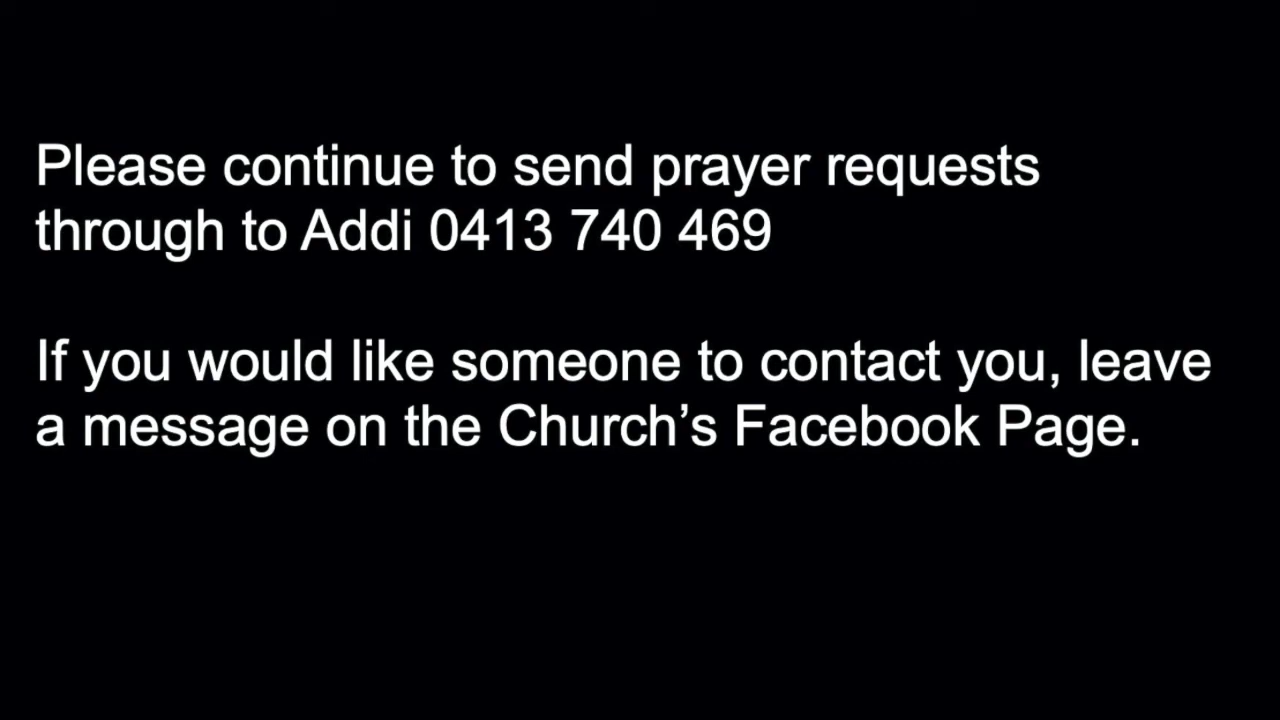 Please continue to send prayer requests
through to Addi 0413 740 469
If you would like someone to contact you, leave
a message on the Church’s Facebook Page.